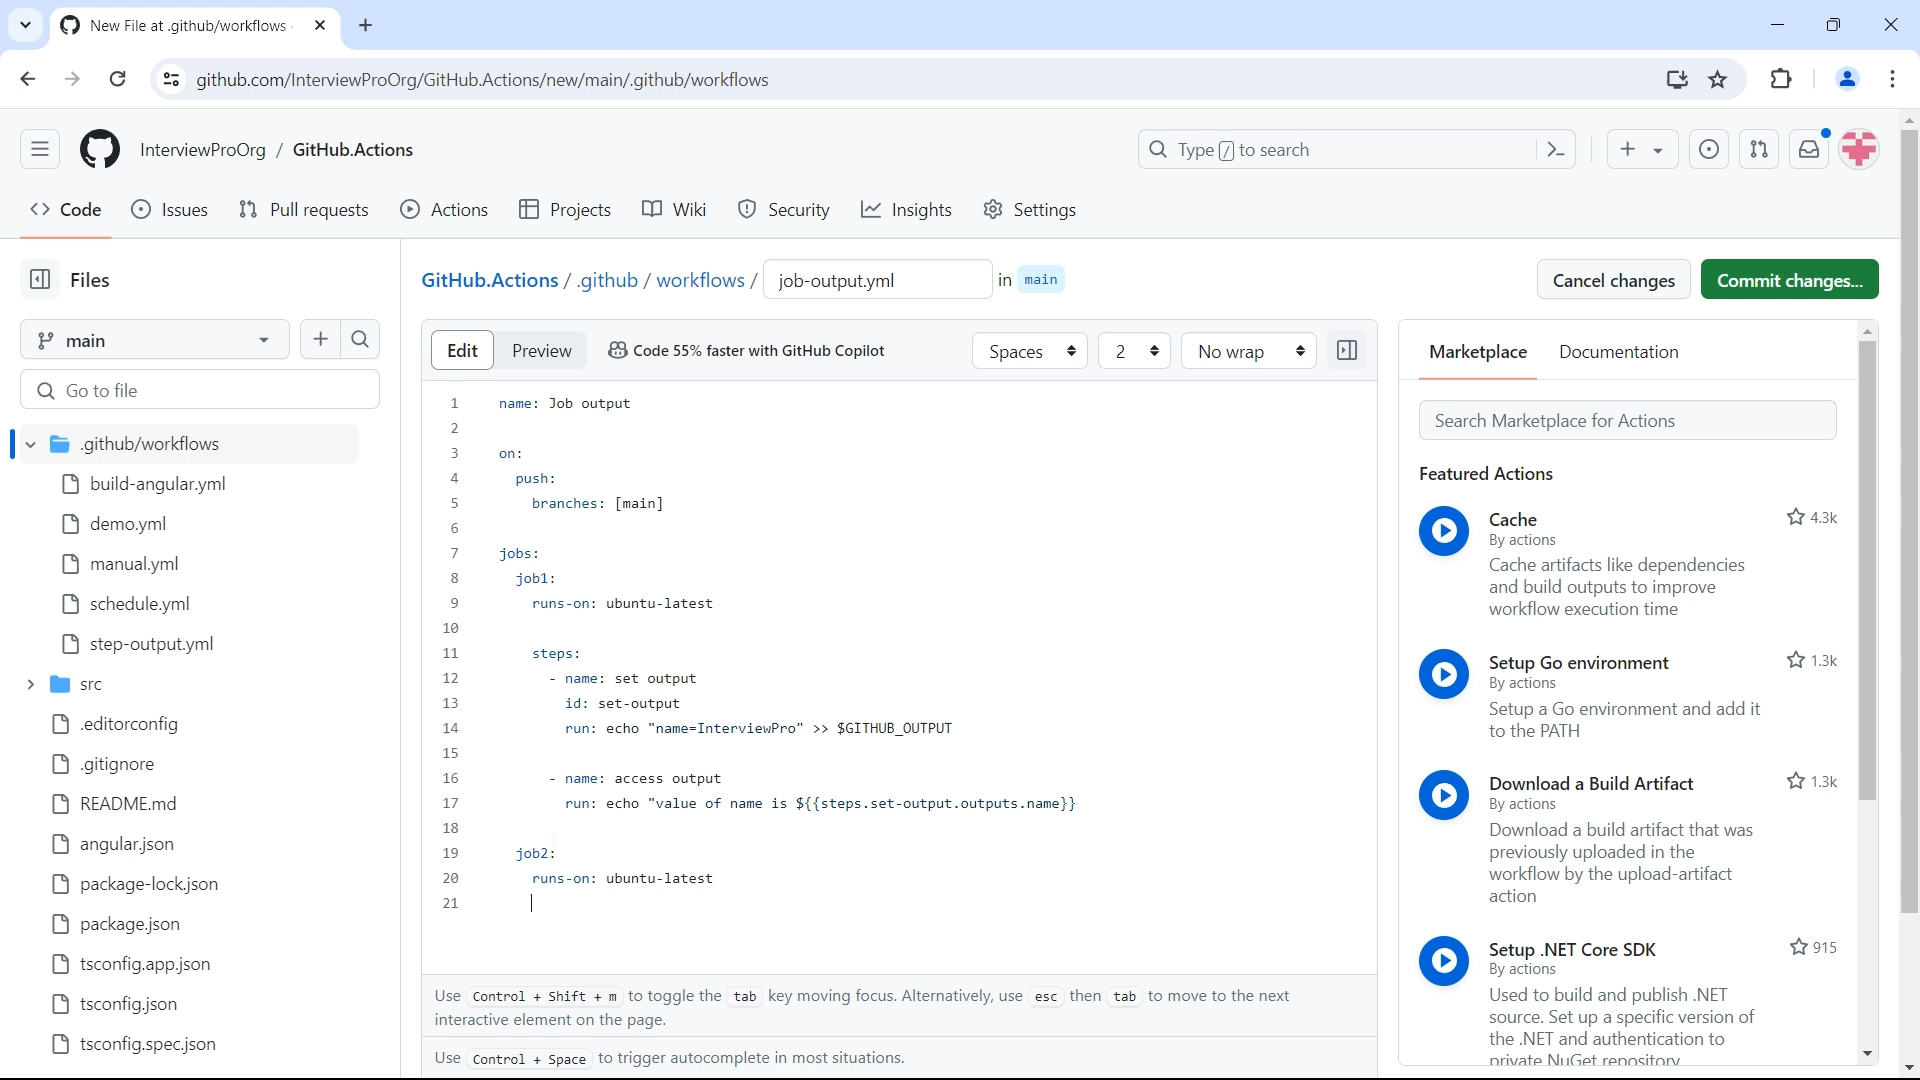 New File at .github/workflows
github.com/InterviewProOrg/GitHub.Actions/new/main/.github/workflows
InterviewProOrg / GitHub.Actions
Type / to search
Code
Issues
Pull requests
Actions
Projects
Wiki
Security
Insights
Settings
Files
main
Go to file
.github/workflows
build-angular.yml
demo.yml
manual.yml
schedule.yml
step-output.yml
src
.editorconfig
.gitignore
README.md
angular.json
package-lock.json
package.json
tsconfig.app.json
tsconfig.json
tsconfig.spec.json
GitHub.Actions / .github / workflows / job-output.yml in main
Cancel changes
Commit changes...
Edit
Preview
Code 55% faster with GitHub Copilot
Spaces
2
No wrap
1 name: Job output
2
3 on:
4 push:
5 branches: [main]
6
7 jobs:
8 job1:
9 runs-on: ubuntu-latest
10
11 steps:
12 - name: set output
13 id: set-output
14 run: echo "name=InterviewPro" >> $GITHUB_OUTPUT
15
16 - name: access output
17 run: echo "value of name is ${{steps.set-output.outputs.name}}
18
19 job2:
20 runs-on: ubuntu-latest
21
Use Control + Shift + m to toggle the tab key moving focus. Alternatively, use esc then tab to move to the next
interactive element on the page.
Use Control + Space to trigger autocomplete in most situations.
Marketplace
Documentation
Search Marketplace for Actions
Featured Actions
Cache
4.3k
By actions
Cache artifacts like dependencies
and build outputs to improve
workflow execution time
Setup Go environment
1.3k
By actions
Setup a Go environment and add it
to the PATH
Download a Build Artifact
1.3k
By actions
Download a build artifact that was
previously uploaded in the
workflow by the upload-artifact
action
Setup .NET Core SDK
915
By actions
Used to build and publish .NET
source. Set up a specific version of
the .NET and authentication to
private NuGet repository